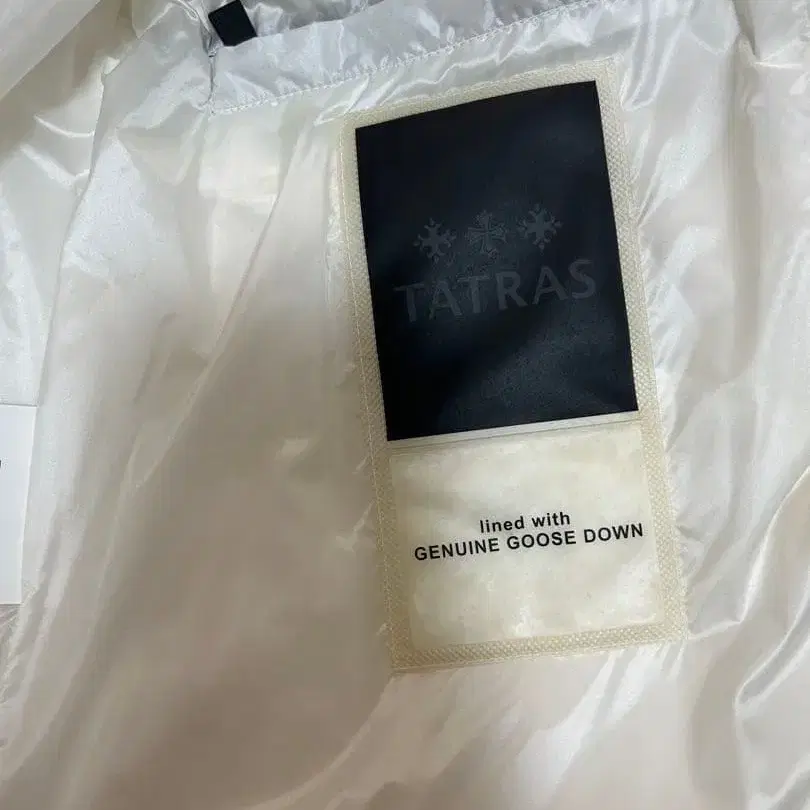 TATRAS
lined with
GENUINE GOOSE DOWN